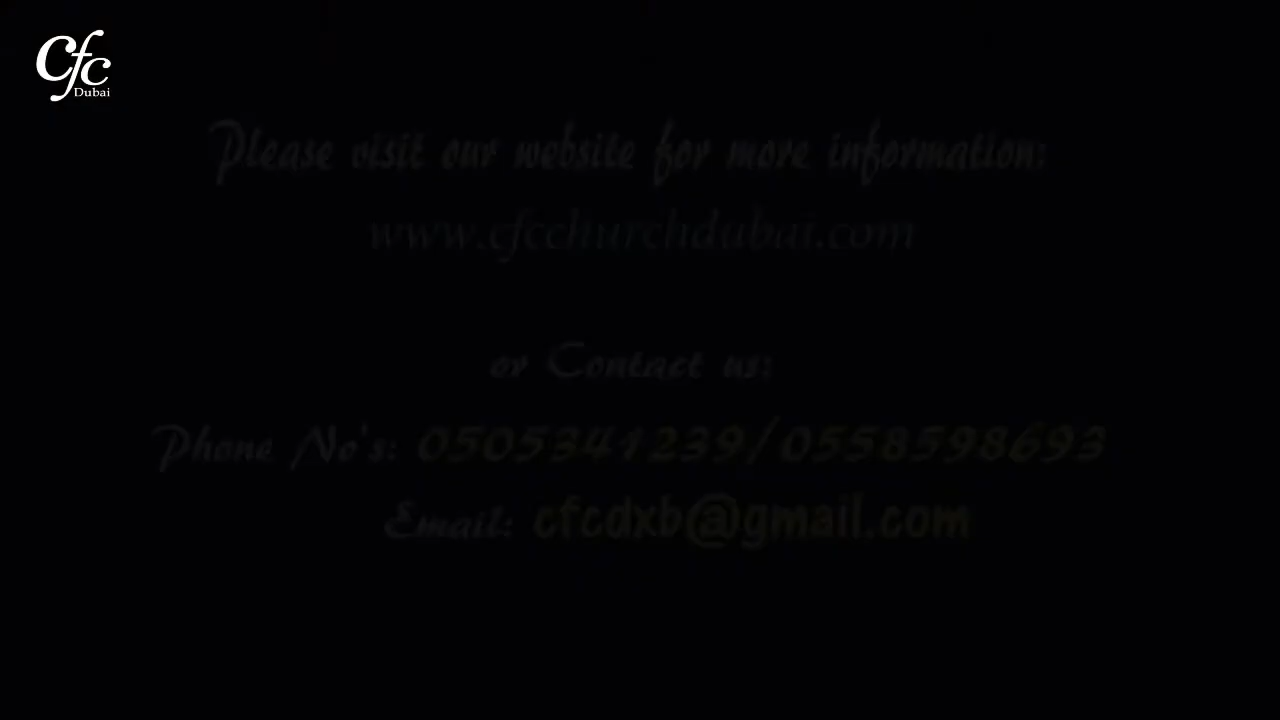 Cfc
Dubai
Please visit our website for more information:
www.cfcchurchdubai.com
or Contact us:
Phone No's: 0505341239/0558598693
Email: cfcdxb@gmail.com